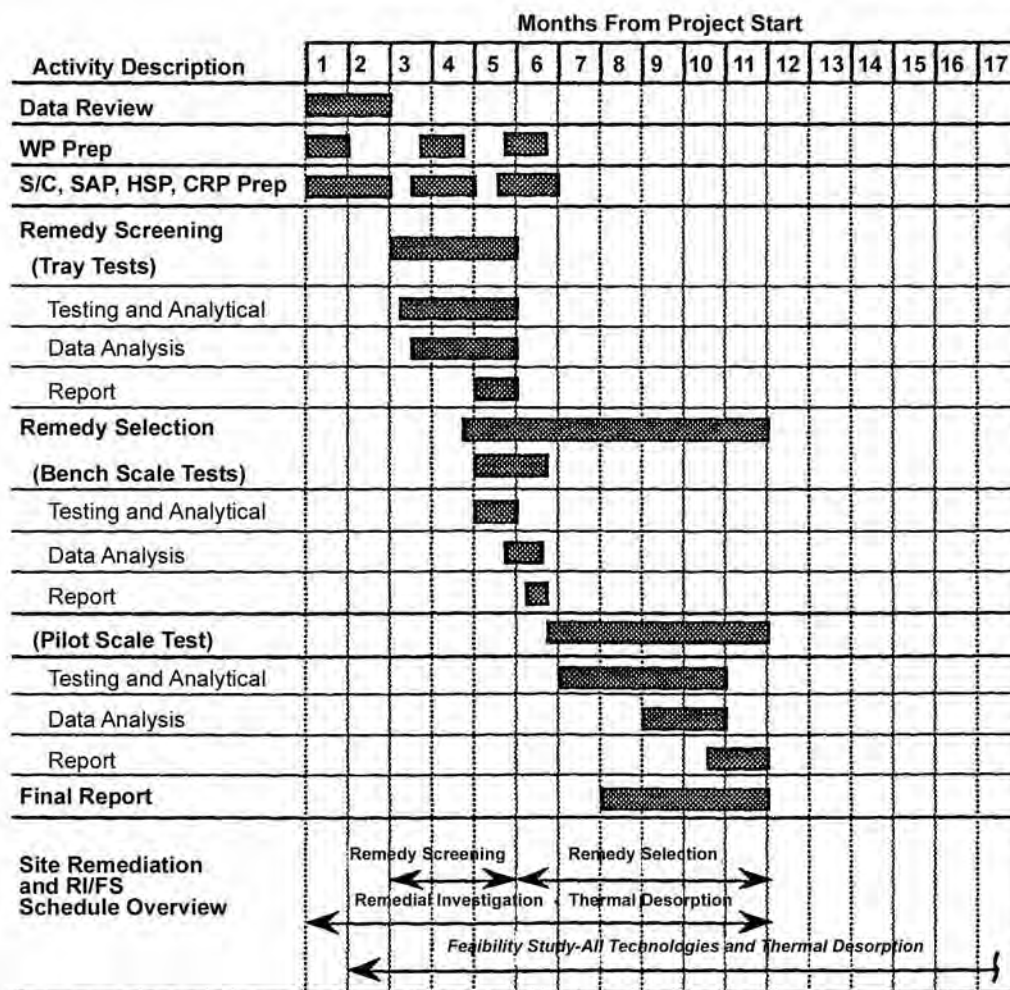 Months From Project Start
Activity Description 1 2 3 4 5 6 7 8 9 10 11 12 13 14 15 16 17
Data Review
WP Prep
S/C, SAP, HSP, CRP Prep
Remedy Screening
(Tray Tests)
Testing and Analytical
Data Analysis
Report
Remedy Selection
(Bench Scale Tests)
Testing and Analytical
Data Analysis
Report
(Pilot Scale Test)
Testing and Analytical
Data Analysis
Report
Final Report
Site Remediation
and RI/FS
Schedule Overview
Remedy Screening Remedy Selection
Remedial Investigation - Thermal Desorption
Feaibility Study-All Technologies and Thermal Desorption